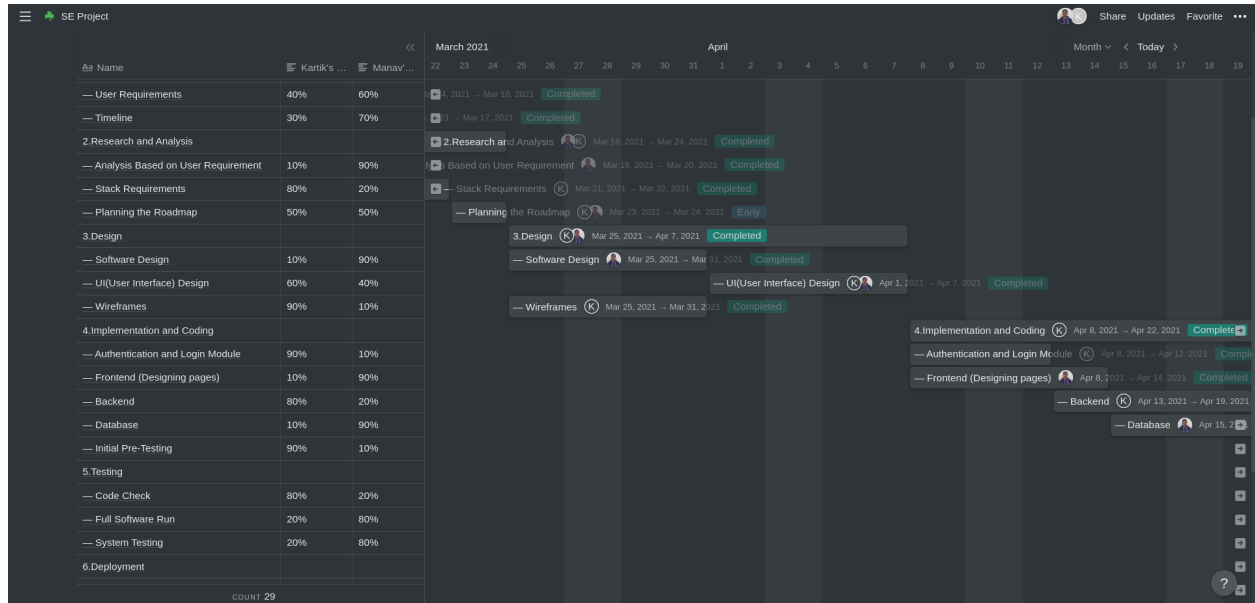 SE Project
K
Share Updates Favorite
March 2021 April Month Today
Aa Name Kartik's ... Manav'...
22 23 24 25 26 27 28 29 30 31 1 2 3 4 5 6 7 8 9 10 11 12 13 14 15 16 17 18 19
— User Requirements 40% 60% 4, 2021 → Mar 16, 2021 Completed
— Timeline 30% 70% → Mar 17, 2021 Completed
2.Research and Analysis 2.Research and Analysis K Mar 18, 2021 → Mar 24, 2021 Completed
— Analysis Based on User Requirement 10% 90% Based on User Requirement Mar 18, 2021 → Mar 20, 2021 Completed
— Stack Requirements 80% 20% — Stack Requirements K Mar 21, 2021 → Mar 22, 2021 Completed
— Planning the Roadmap 50% 50% — Planning the Roadmap K Mar 23, 2021 → Mar 24, 2021 Early
3.Design 3.Design K Mar 25, 2021 → Apr 7, 2021 Completed
— Software Design 10% 90% — Software Design Mar 25, 2021 → Mar 31, 2021 Completed
— UI(User Interface) Design 60% 40% — UI(User Interface) Design K Apr 1, 2021 → Apr 7, 2021 Completed
— Wireframes 90% 10% — Wireframes K Mar 25, 2021 → Mar 31, 2021 Completed
4.Implementation and Coding 4.Implementation and Coding K Apr 8, 2021 → Apr 22, 2021 Complete
— Authentication and Login Module 90% 10% — Authentication and Login Module K Apr 8, 2021 → Apr 12, 2021 Compl
— Frontend (Designing pages) 10% 90% — Frontend (Designing pages) Apr 8, 2021 → Apr 14, 2021 Completed
— Backend 80% 20% — Backend K Apr 13, 2021 → Apr 19, 2021
— Database 10% 90% — Database Apr 15, 2
— Initial Pre-Testing 90% 10%
5.Testing
— Code Check 80% 20%
— Full Software Run 20% 80%
— System Testing 20% 80%
6.Deployment
?
COUNT 29